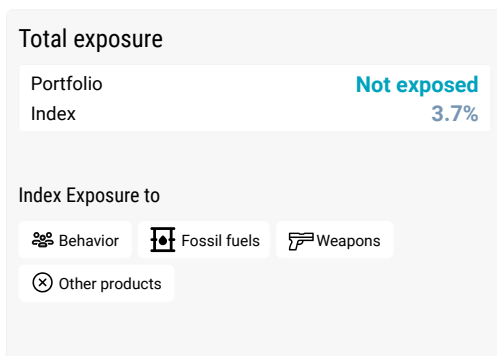 Total exposure
Portfolio Not exposed
Index 3.7%
Index Exposure to
Behavior Fossil fuels Weapons
Other products